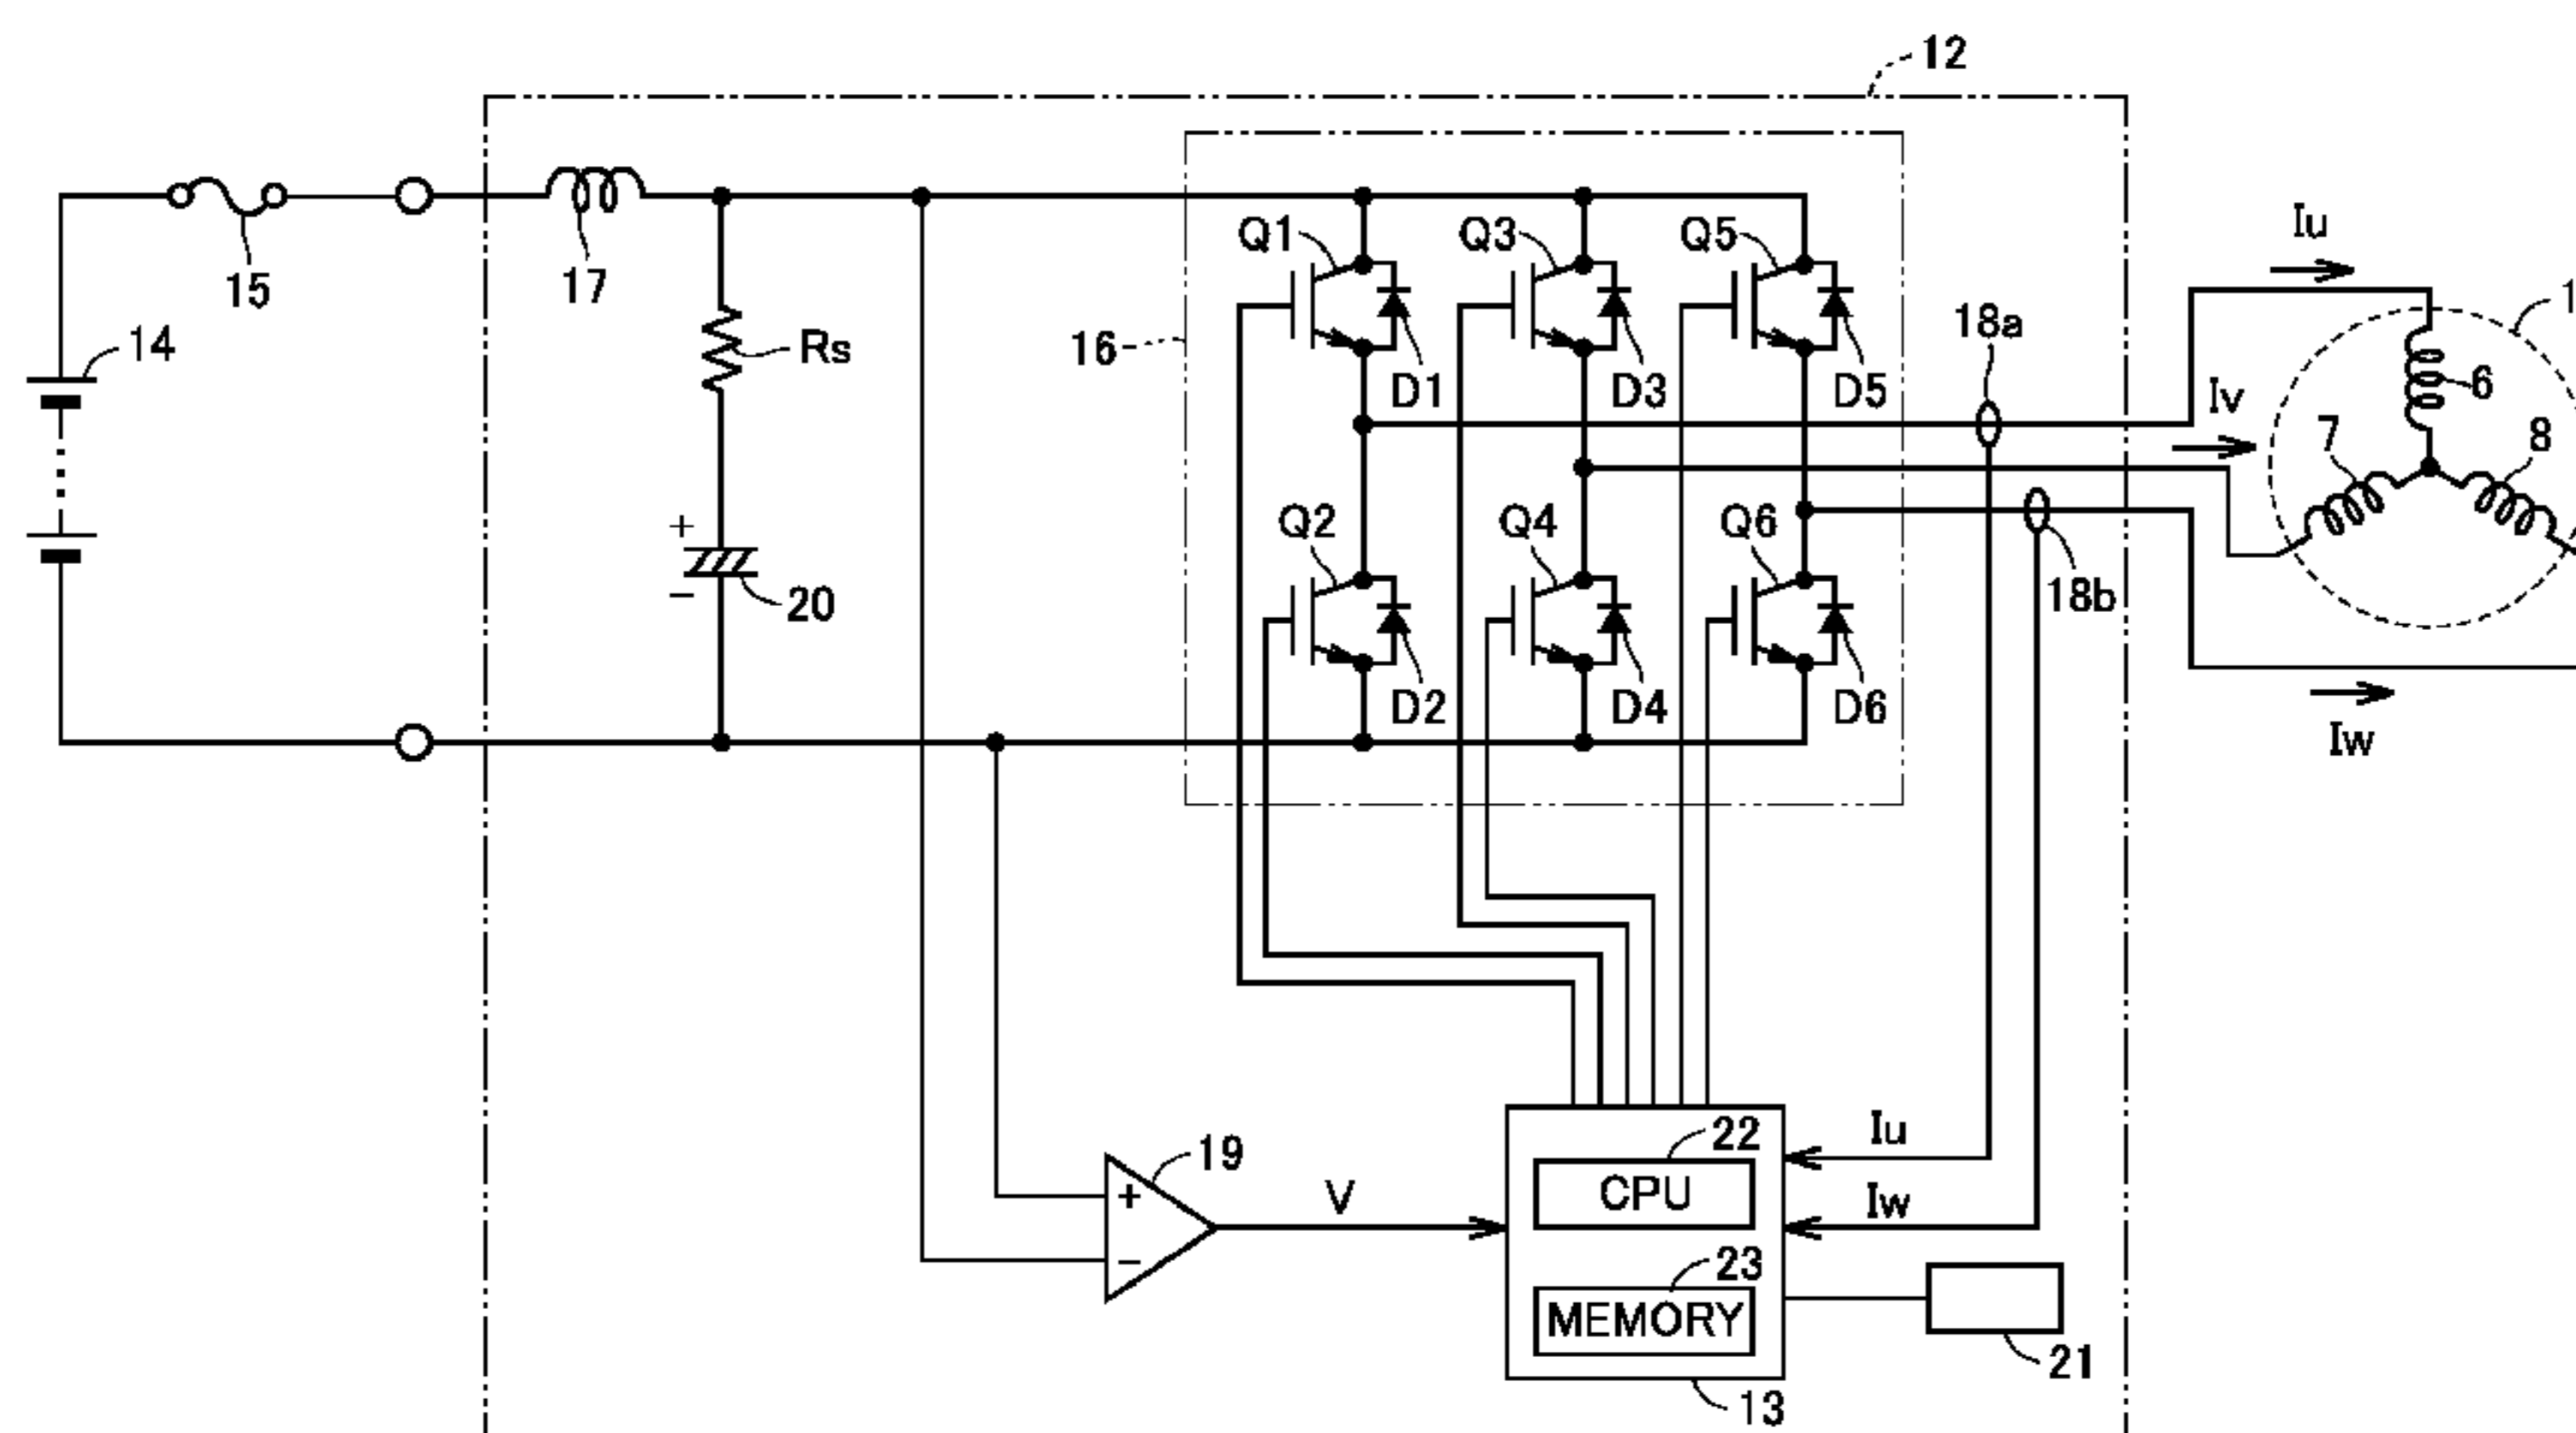 12
Iu
Q1
Q3
Q5
15
17
18a
1
14
Rs
16
D1
D3
D5
Iv
6
7
8
+
−
20
Q2
Q4
Q6
18b
D2
D4
D6
Iw
19
+
−
V
22
CPU
Iu
Iw
23
MEMORY
21
13